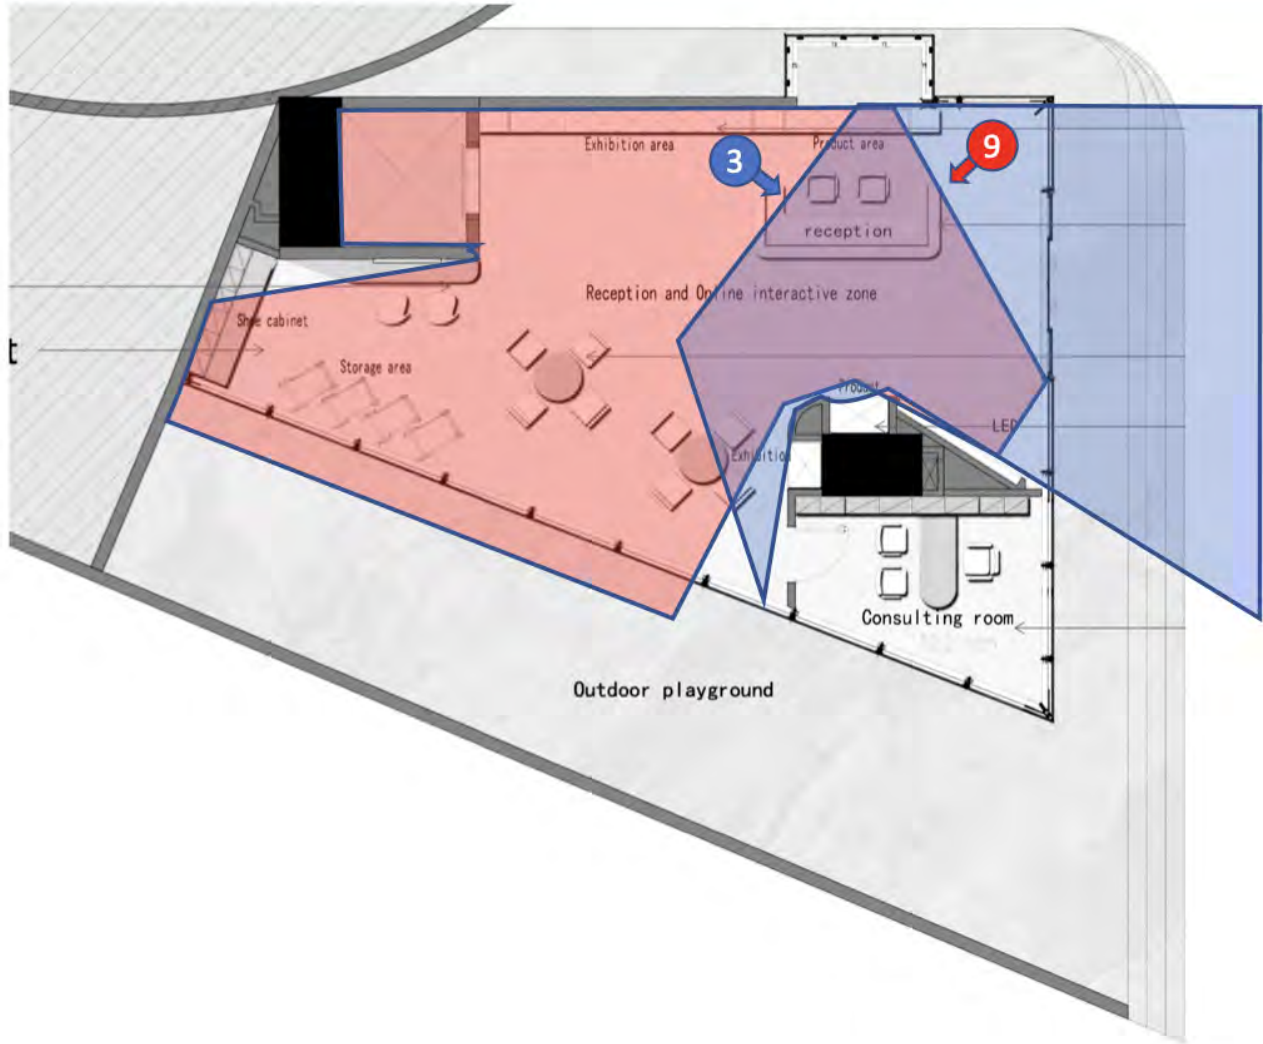 Exhibition area
Product area
3
9
reception
Reception and Online interactive zone
Shoe cabinet
t
Storage area
Product
LED
Exhibition
Consulting room
Outdoor playground